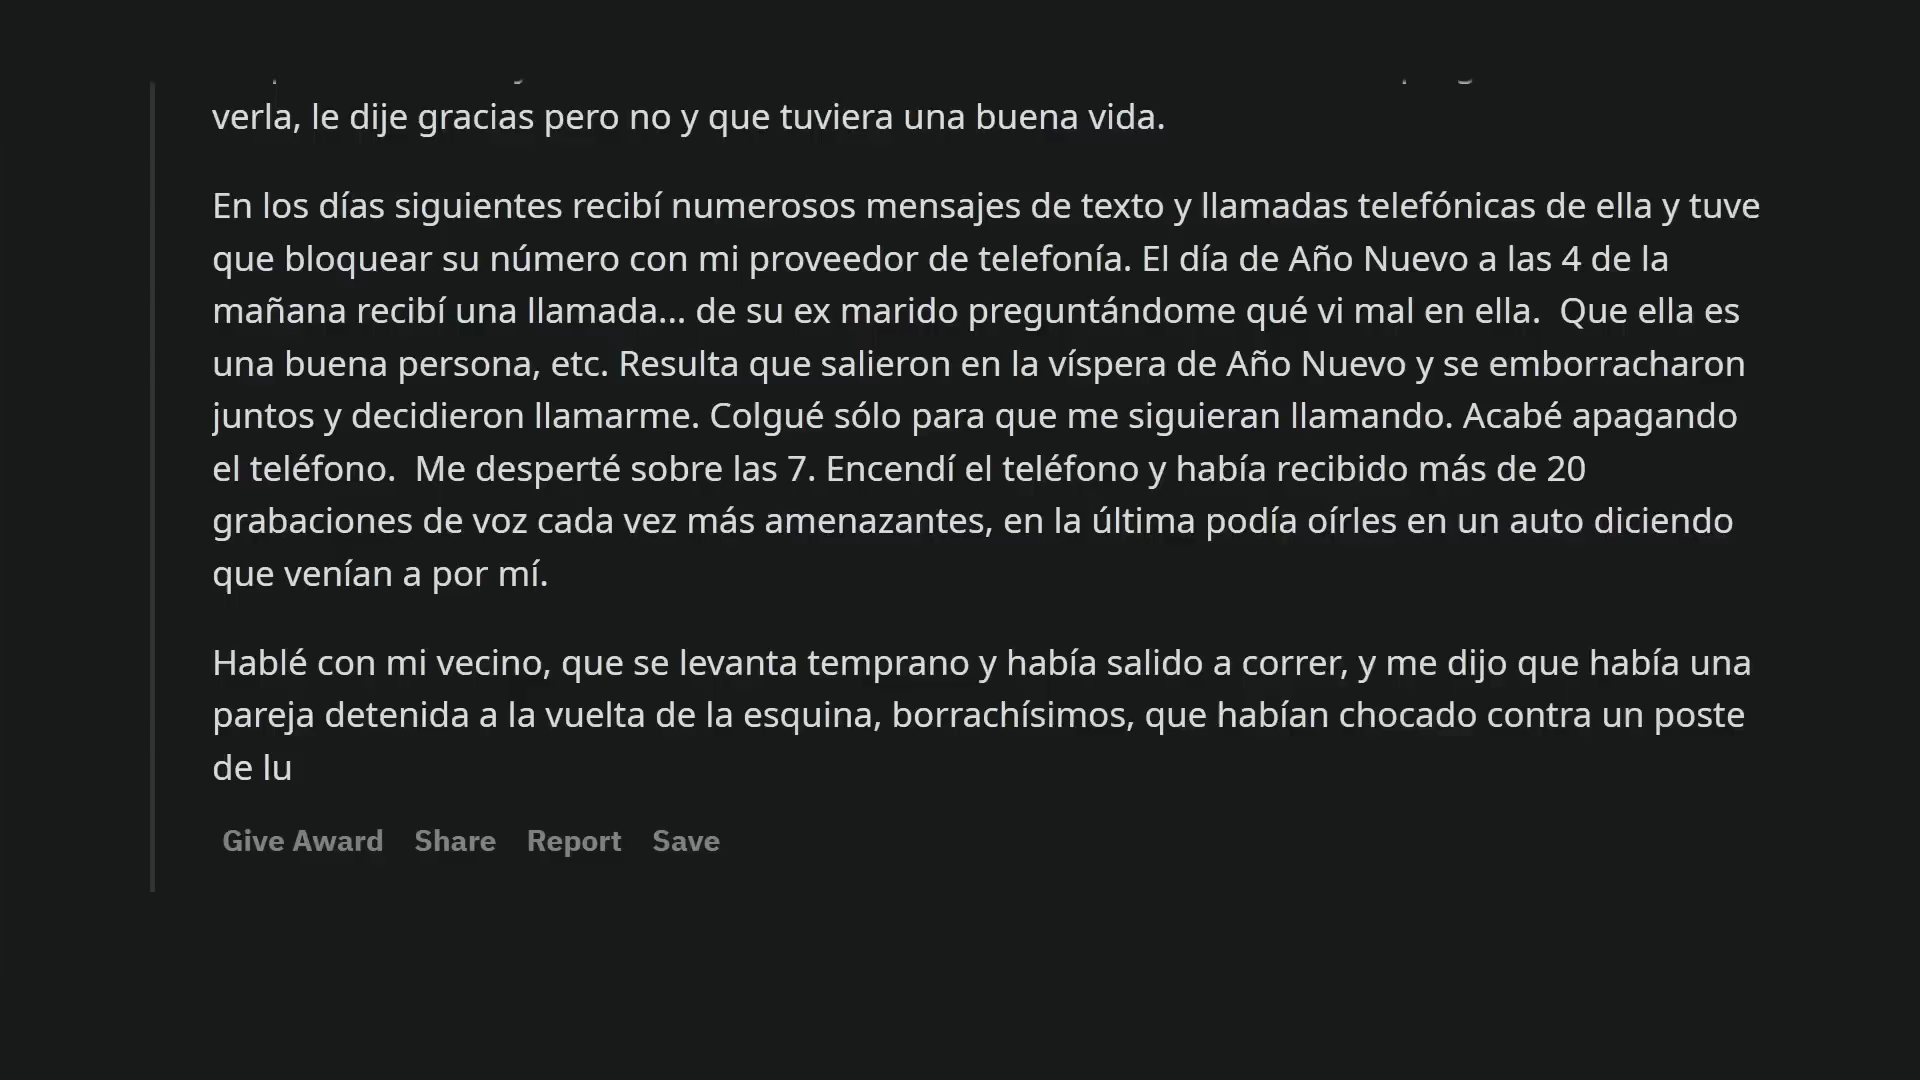 verla, le dije gracias pero no y que tuviera una buena vida.
En los días siguientes recibí numerosos mensajes de texto y llamadas telefónicas de ella y tuve
que bloquear su número con mi proveedor de telefonía. El día de Año Nuevo a las 4 de la
mañana recibí una llamada... de su ex marido preguntándome qué vi mal en ella.  Que ella es
una buena persona, etc. Resulta que salieron en la víspera de Año Nuevo y se emborracharon
juntos y decidieron llamarme. Colgué sólo para que me siguieran llamando. Acabé apagando
el teléfono.  Me desperté sobre las 7. Encendí el teléfono y había recibido más de 20
grabaciones de voz cada vez más amenazantes, en la última podía oírles en un auto diciendo
que venían a por mí.
Hablé con mi vecino, que se levanta temprano y había salido a correr, y me dijo que había una
pareja detenida a la vuelta de la esquina, borrachísimos, que habían chocado contra un poste
de lu
Give Award Share Report Save